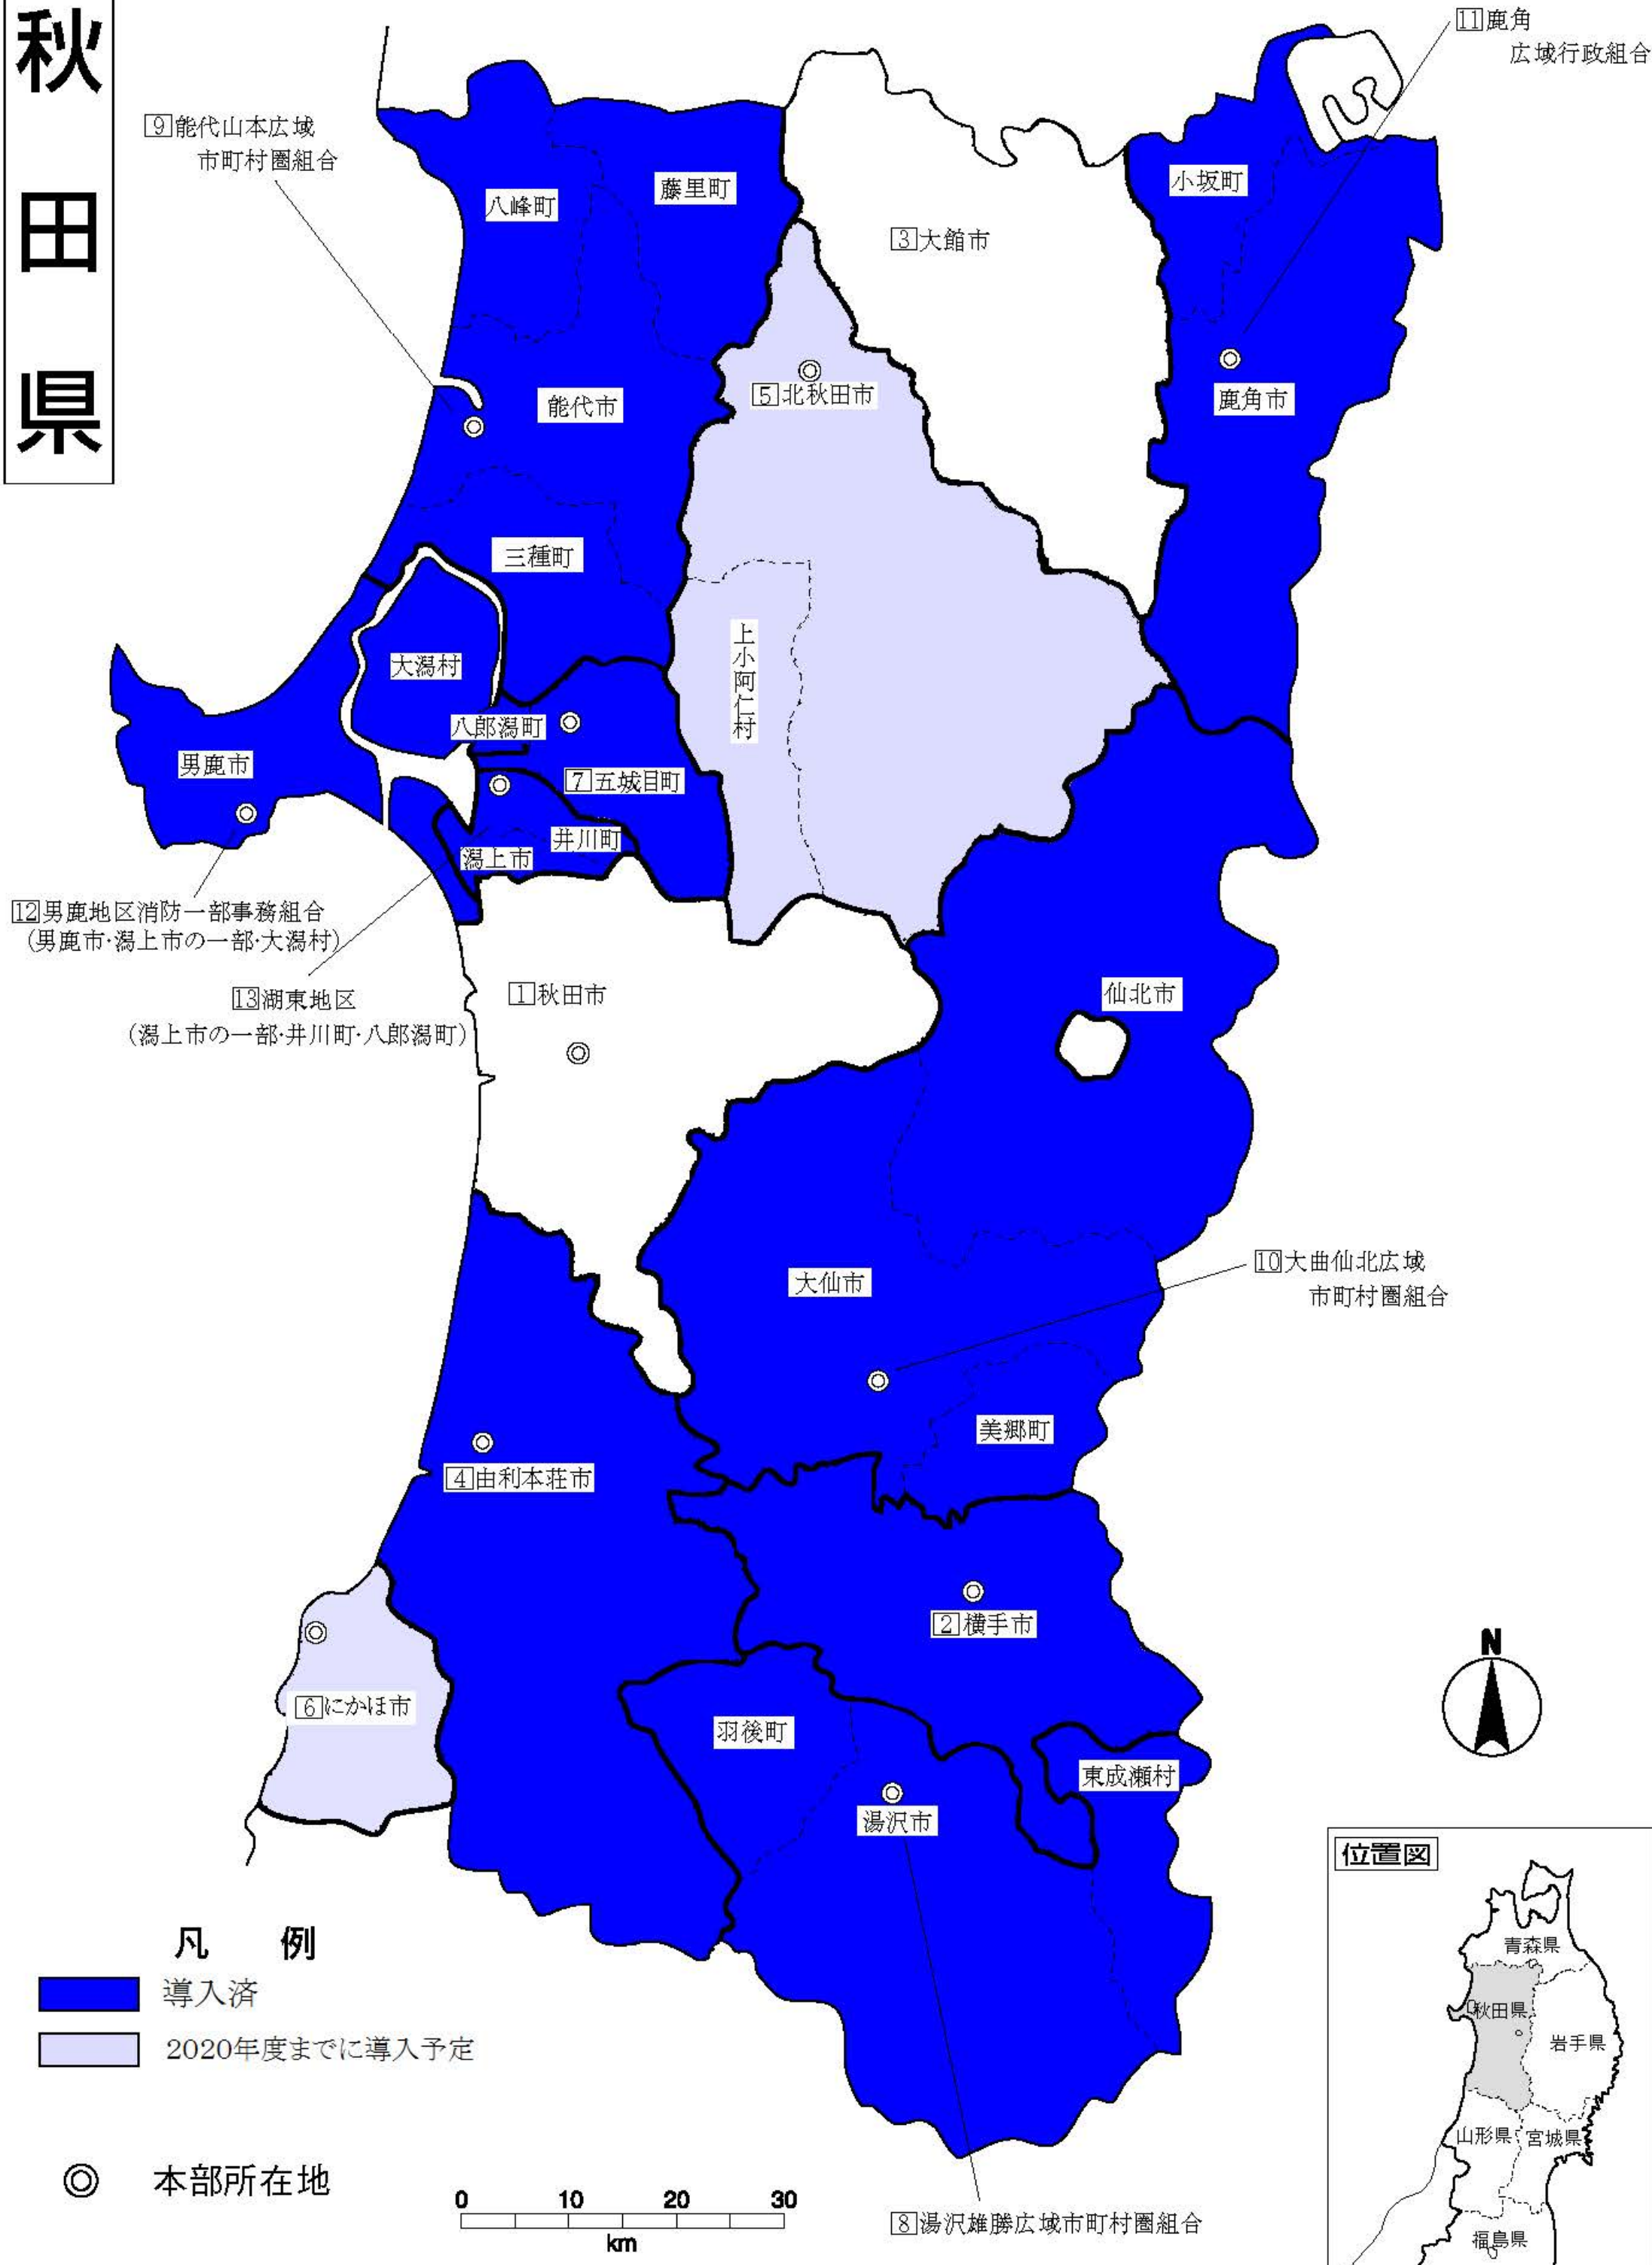 秋田県
11鹿角
広域行政組合
9能代山本広域
市町村圏組合
八峰町
藤里町
小坂町
3大館市
5北秋田市
能代市
鹿角市
三種町
上小阿仁村
大潟村
八郎潟町
男鹿市
7五城目町
井川町
潟上市
12男鹿地区消防一部事務組合
(男鹿市・潟上市の一部・大潟村)
13湖東地区
(潟上市の一部・井川町・八郎潟町)
1秋田市
仙北市
大仙市
10大曲仙北広域
市町村圏組合
美郷町
4由利本荘市
2横手市
N
6にかほ市
羽後町
東成瀬村
湯沢市
位置図
青森県
秋田県
岩手県
山形県
宮城県
福島県
凡 例
導入済
2020年度までに導入予定
本部所在地
0 10 20 30
km
8湯沢雄勝広域市町村圏組合